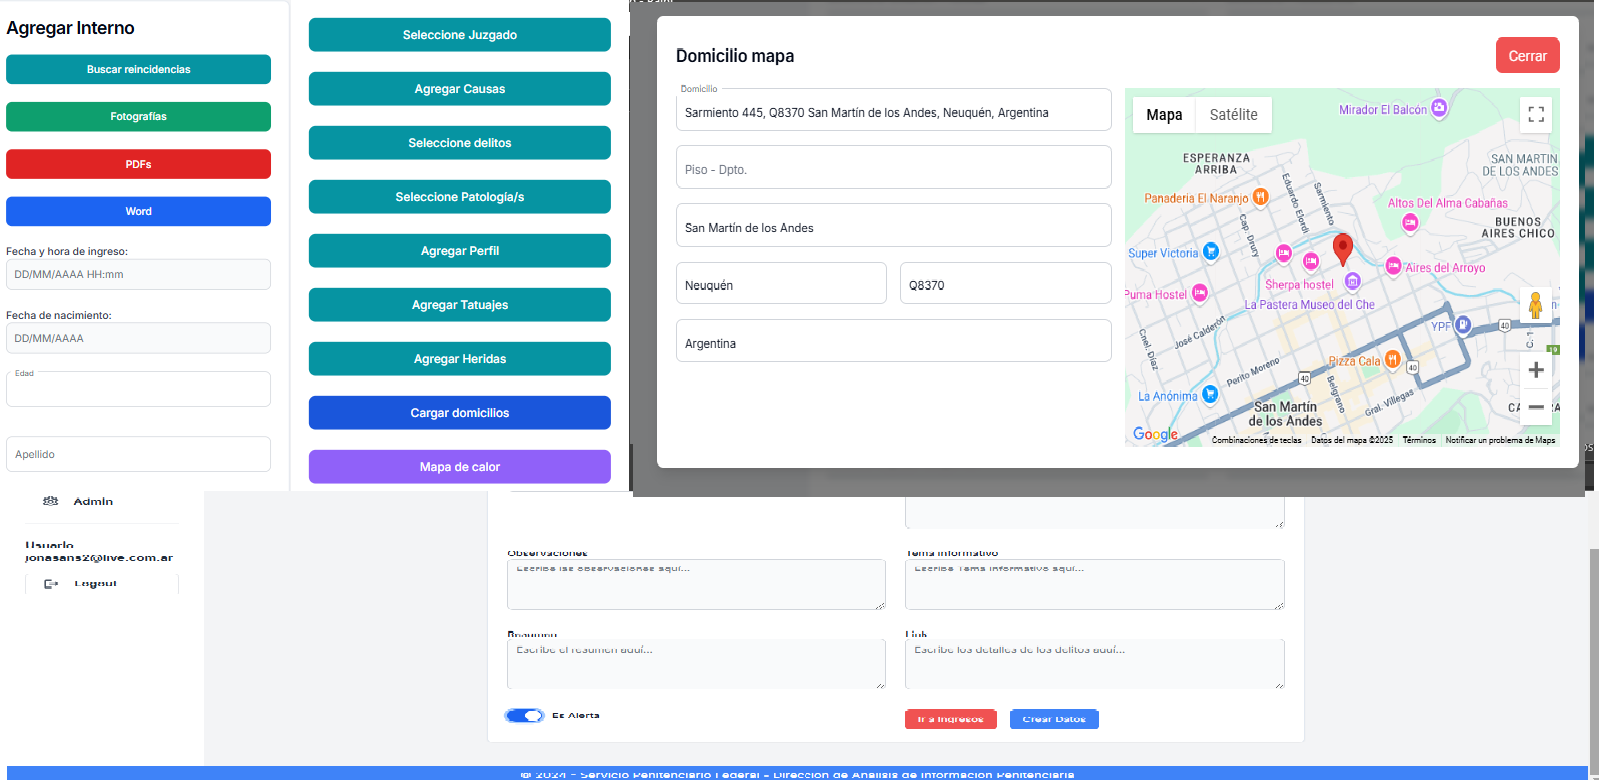 Agregar Interno
Buscar reincidencias
Fotografías
PDFs
Word
Fecha y hora de ingreso:
DD/MM/AAAA HH:mm
Fecha de nacimiento:
DD/MM/AAAA
Edad
Apellido
Seleccione Juzgado
Agregar Causas
Seleccione delitos
Seleccione Patología/s
Agregar Perfil
Agregar Tatuajes
Agregar Heridas
Cargar domicilios
Mapa de calor
Domicilio mapa
Cerrar
Domicilio
Sarmiento 445, Q8370 San Martín de los Andes, Neuquén, Argentina
Piso - Dpto.
San Martín de los Andes
Neuquén
Q8370
Argentina
Mapa
Satélite
Mirador El Balcón
ESPERANZA
ARRIBA
SAN MARTIN
DE LOS ANDES
Panadería El Naranjo
Eduardo Elordi
Sarmiento
Altos Del Alma Cabañas
Cap. Drury
BUENOS
AIRES CHICO
Super Victoria
Aires del Arroyo
Sherpa hostel
Puma Hostel
La Pastera Museo del Che
YPF
40
José Calderón
Cnel. Díaz
Pizza Cala
40
19
Perito Moreno
40
Belgrano
La Anónima
Gral. Villegas
San Martín
de los Andes
Google
Combinaciones de teclas
Datos del mapa ©2025
Términos
Notificar un problema de Maps
Admin
Usuario
jonasans2@live.com.ar
Logout
Observaciones
Escribe las observaciones aquí...
Tema informativo
Escribe Tema informativo aquí...
Resumen
Escribe el resumen aquí...
Escribe los detalles de los delitos aquí...
Es Alerta
Ir a Ingresos
Crear Datos
© 2024 - Servicio Penitenciario Federal - Dirección de Análisis de Información Penitenciaria